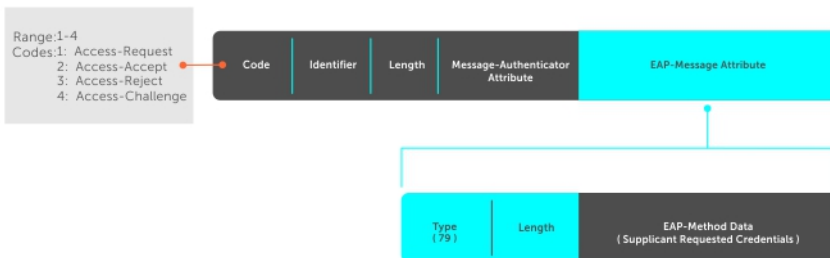 Range:1-4
Codes:1: Access-Request
2: Access-Accept
3: Access-Reject
4: Access-Challenge
Code
Identifier
Length
Message-Authenticator
Attribute
EAP-Message Attribute
Type
(79)
Length
EAP-Method Data
( Supplicant Requested Credentials )